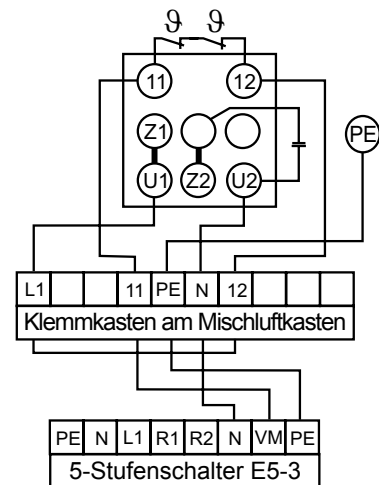 ϑ ϑ
11 12
Z1 PE
U1 Z2 U2
L1 11 PE N 12
Klemmkasten am Mischluftkasten
PE N L1 R1 R2 N VM PE
5-Stufenschalter E5-3